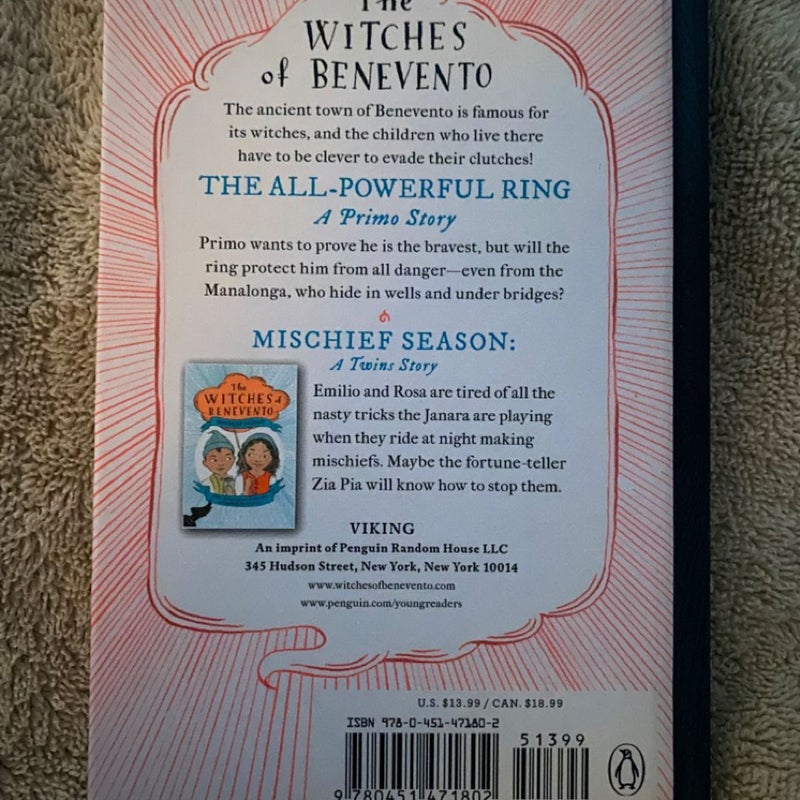 The
WITCHES
of BENEVENTO
The ancient town of Benevento is famous for
its witches, and the children who live there
have to be clever to evade their clutches!
THE ALL-POWERFUL RING
A Primo Story
Primo wants to prove he is the bravest, but will the
ring protect him from all danger—even from the
Manalonga, who hide in wells and under bridges?
MISCHIEF SEASON:
A Twins Story
The
WITCHES of
BENEVENTO
Emilio and Rosa are tired of all the
nasty tricks the Janara are playing
when they ride at night making
mischiefs. Maybe the fortune-teller
Zia Pia will know how to stop them.
VIKING
An imprint of Penguin Random House LLC
345 Hudson Street, New York, New York 10014
www.witchesofbenevento.com
www.penguin.com/youngreaders
U.S. $13.99 / CAN. $18.99
ISBN 978-0-451-47180-2
51399
9 780451 471802